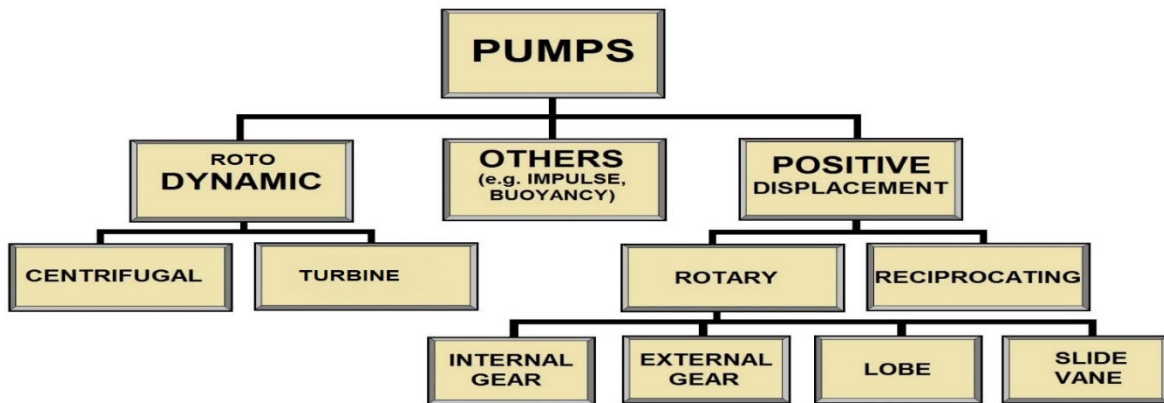 PUMPS
ROTO
DYNAMIC
OTHERS
(e.g. IMPULSE,
BUOYANCY)
POSITIVE
DISPLACEMENT
CENTRIFUGAL
TURBINE
ROTARY
RECIPROCATING
INTERNAL
GEAR
EXTERNAL
GEAR
LOBE
SLIDE
VANE